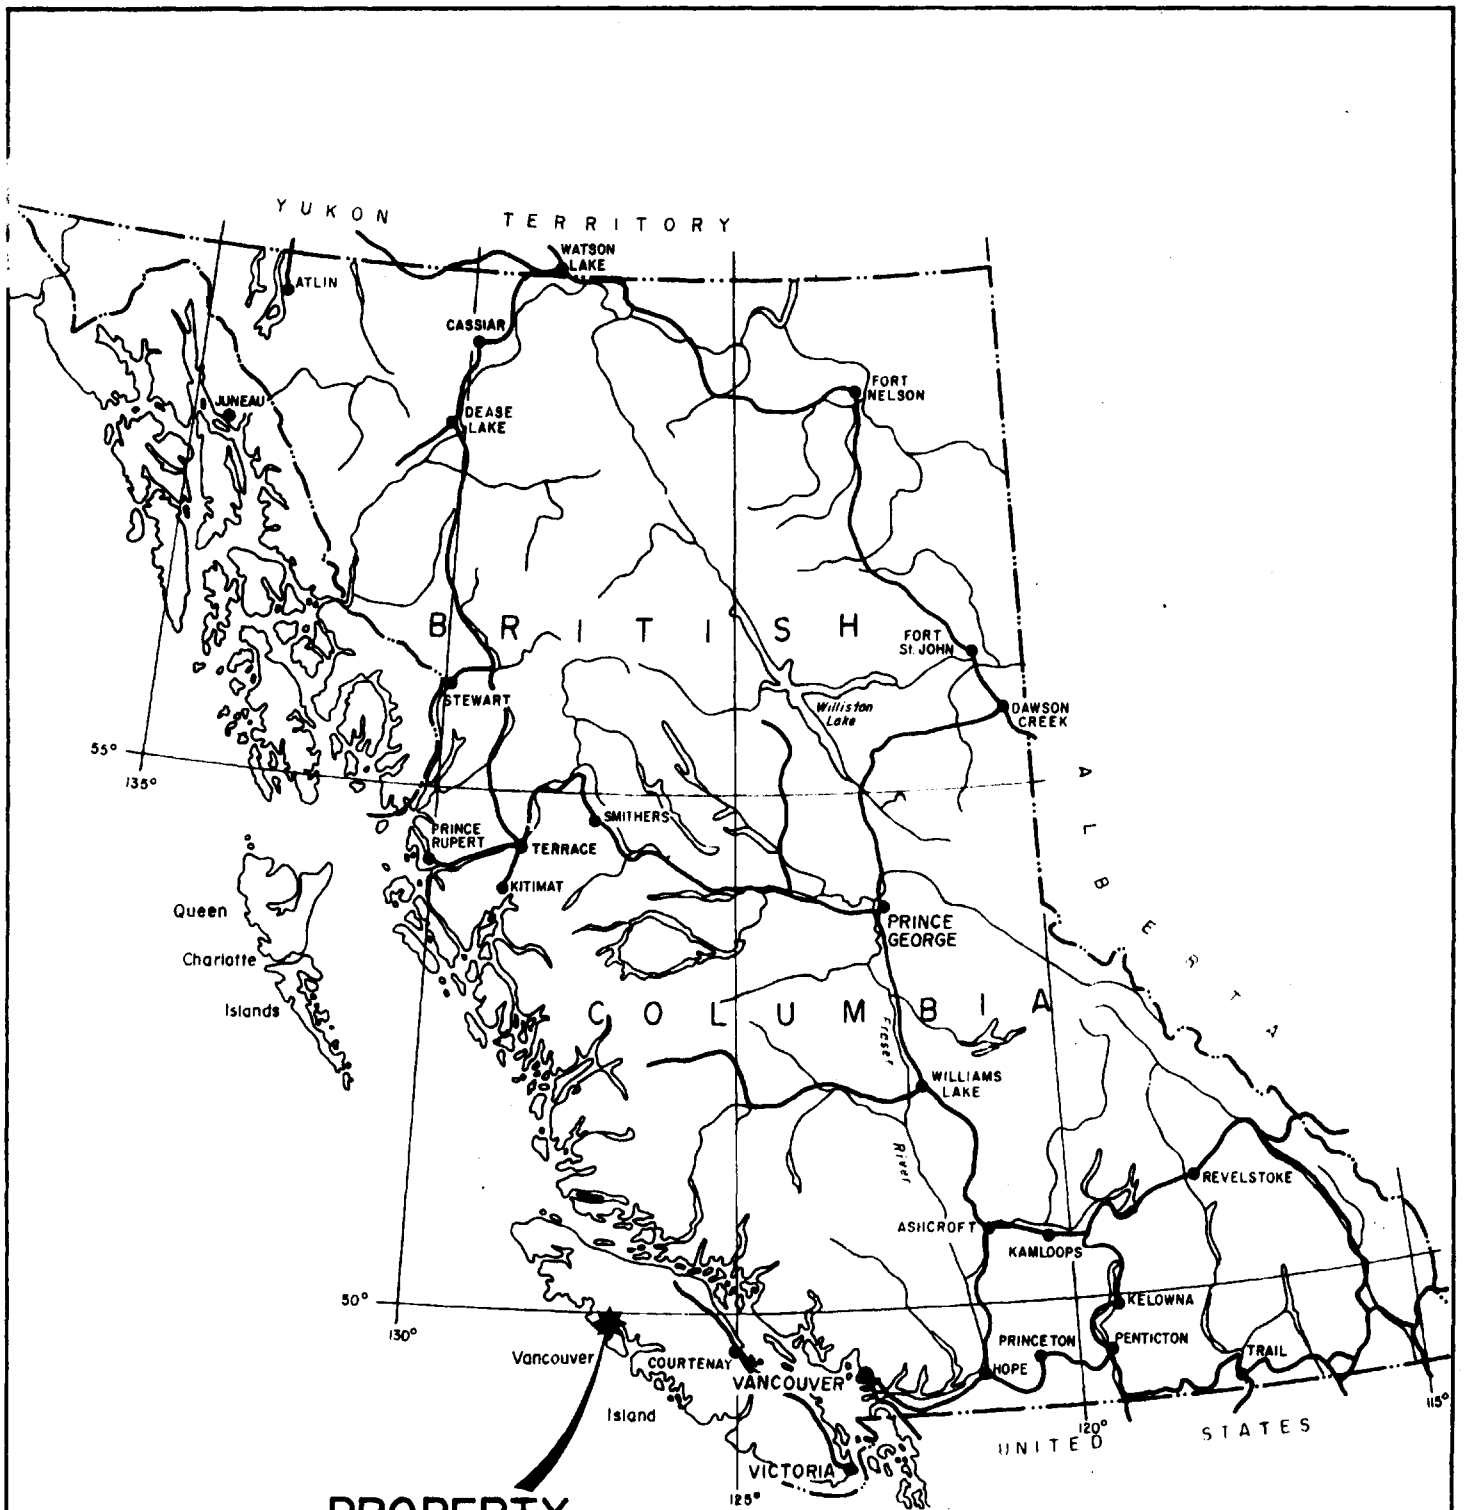 YUKON TERRITORY
WATSON
LAKE
ATLIN
CASSIAR
JUNEAU
DEASE
LAKE
FORT
NELSON
BRITISH
FORT
St. JOHN
STEWART
Williston
Lake
DAWSON
CREEK
55°
135°
ALBERTA
PRINCE
RUPERT
SMITHERS
TERRACE
KITIMAT
Queen
Charlotte
Islands
PRINCE
GEORGE
COLUMBIA
Fraser
River
WILLIAMS
LAKE
REVELSTOKE
ASHCROFT
KAMLOOPS
50°
130°
KELOWNA
PRINCETON
PENTICTON
HOPE
TRAIL
Vancouver
Island
COURTENAY
VANCOUVER
VICTORIA
120°
115°
UNITED STATES
125°
PROPERTY